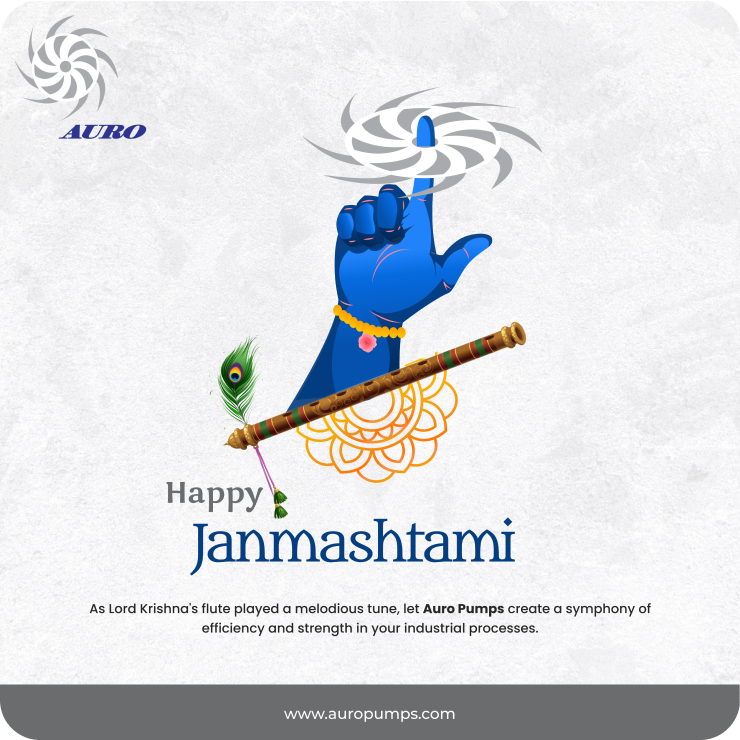 AURO
Happy
Janmashtami
As Lord Krishna's flute played a melodious tune, let Auro Pumps create a symphony of
efficiency and strength in your industrial processes.
www.auropumps.com